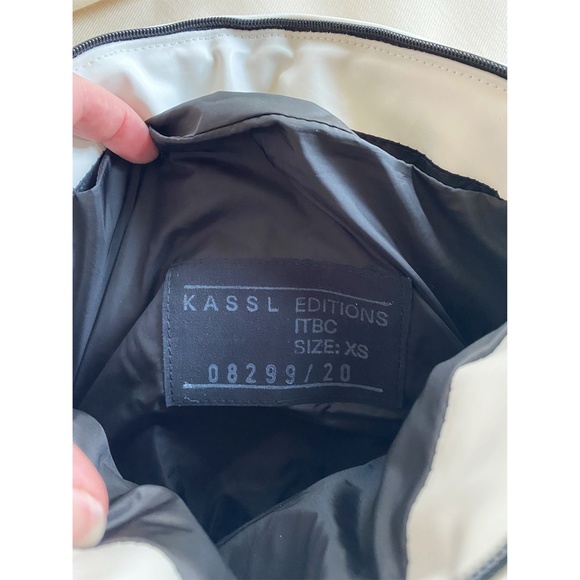 KASSL EDITIONS
ITBC
SIZE: XS
08299/20